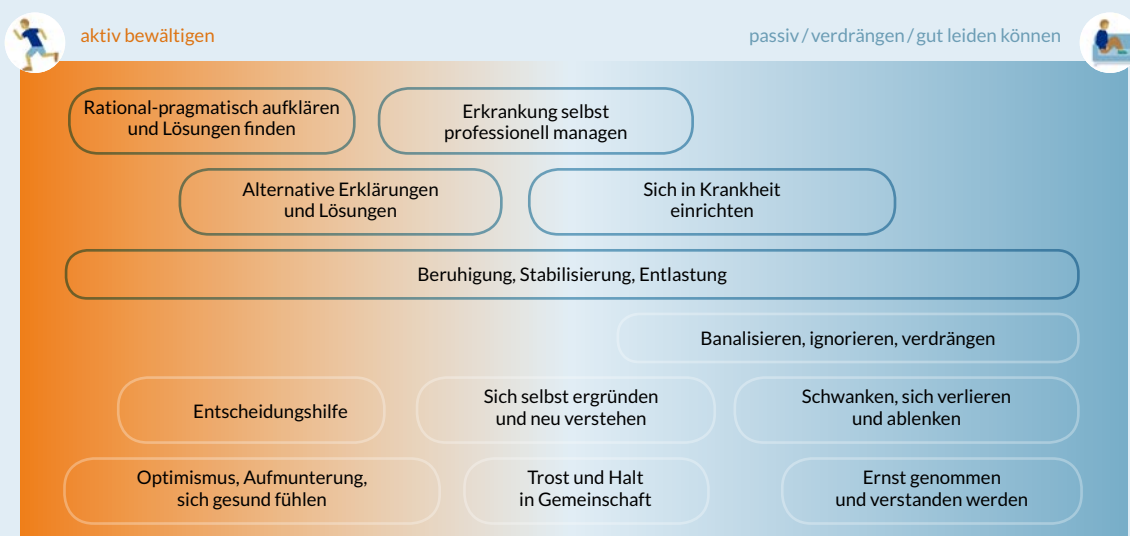 aktiv bewältigen
passiv / verdrängen / gut leiden können
Rational-pragmatisch aufklären
und Lösungen finden
Erkrankung selbst
professionell managen
Alternative Erklärungen
und Lösungen
Sich in Krankheit
einrichten
Beruhigung, Stabilisierung, Entlastung
Banalisieren, ignorieren, verdrängen
Entscheidungshilfe
Sich selbst ergründen
und neu verstehen
Schwanken, sich verlieren
und ablenken
Optimismus, Aufmunterung,
sich gesund fühlen
Trost und Halt
in Gemeinschaft
Ernst genommen
und verstanden werden